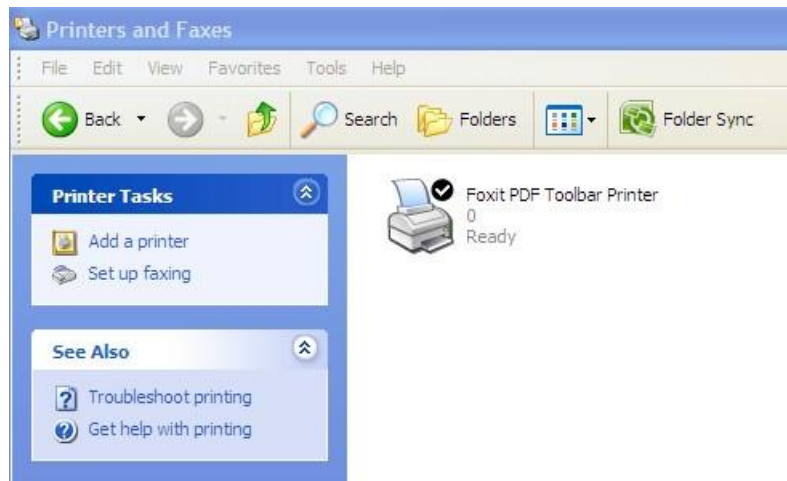 Printers and Faxes
File Edit View Favorites Tools Help
Back Search Folders Folder Sync
Printer Tasks
Add a printer
Set up faxing
See Also
Troubleshoot printing
Get help with printing
Foxit PDF Toolbar Printer
0
Ready